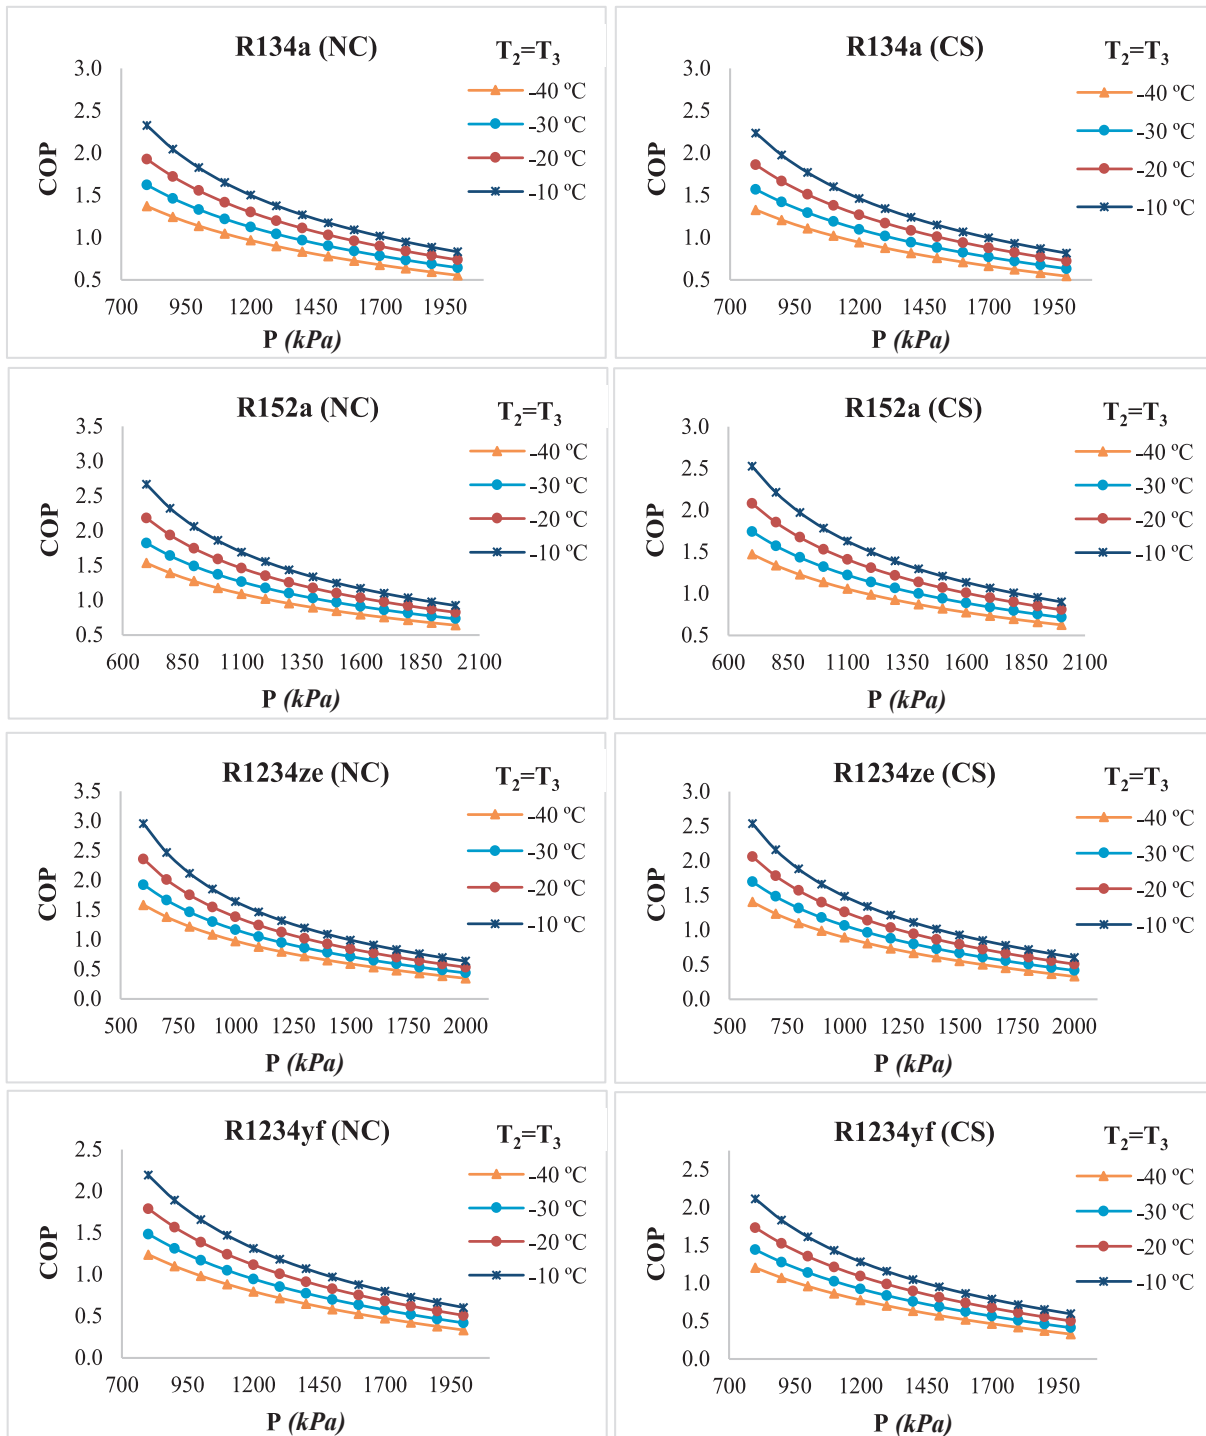 R134a (NC)
T2=T3
3.0
2.5
2.0
1.5
1.0
0.5
COP
-40 ºC
-30 ºC
-20 ºC
-10 ºC
700 950 1200 1450 1700 1950
P (kPa)
R134a (CS)
T2=T3
3.0
2.5
2.0
1.5
1.0
0.5
COP
-40 ºC
-30 ºC
-20 ºC
-10 ºC
700 950 1200 1450 1700 1950
P (kPa)
R152a (NC)
T2=T3
3.5
3.0
2.5
2.0
1.5
1.0
0.5
COP
-40 ºC
-30 ºC
-20 ºC
-10 ºC
600 850 1100 1350 1600 1850 2100
P (kPa)
R152a (CS)
T2=T3
3.0
2.5
2.0
1.5
1.0
0.5
COP
-40 ºC
-30 ºC
-20 ºC
-10 ºC
600 850 1100 1350 1600 1850 2100
P (kPa)
R1234ze (NC)
T2=T3
3.5
3.0
2.5
2.0
1.5
1.0
0.5
0.0
COP
-40 ºC
-30 ºC
-20 ºC
-10 ºC
500 750 1000 1250 1500 1750 2000
P (kPa)
R1234ze (CS)
T2=T3
3.0
2.5
2.0
1.5
1.0
0.5
0.0
COP
-40 ºC
-30 ºC
-20 ºC
-10 ºC
500 750 1000 1250 1500 1750 2000
P (kPa)
R1234yf (NC)
T2=T3
2.5
2.0
1.5
1.0
0.5
0.0
COP
-40 ºC
-30 ºC
-20 ºC
-10 ºC
700 950 1200 1450 1700 1950
P (kPa)
R1234yf (CS)
T2=T3
2.5
2.0
1.5
1.0
0.5
0.0
COP
-40 ºC
-30 ºC
-20 ºC
-10 ºC
700 950 1200 1450 1700 1950
P (kPa)